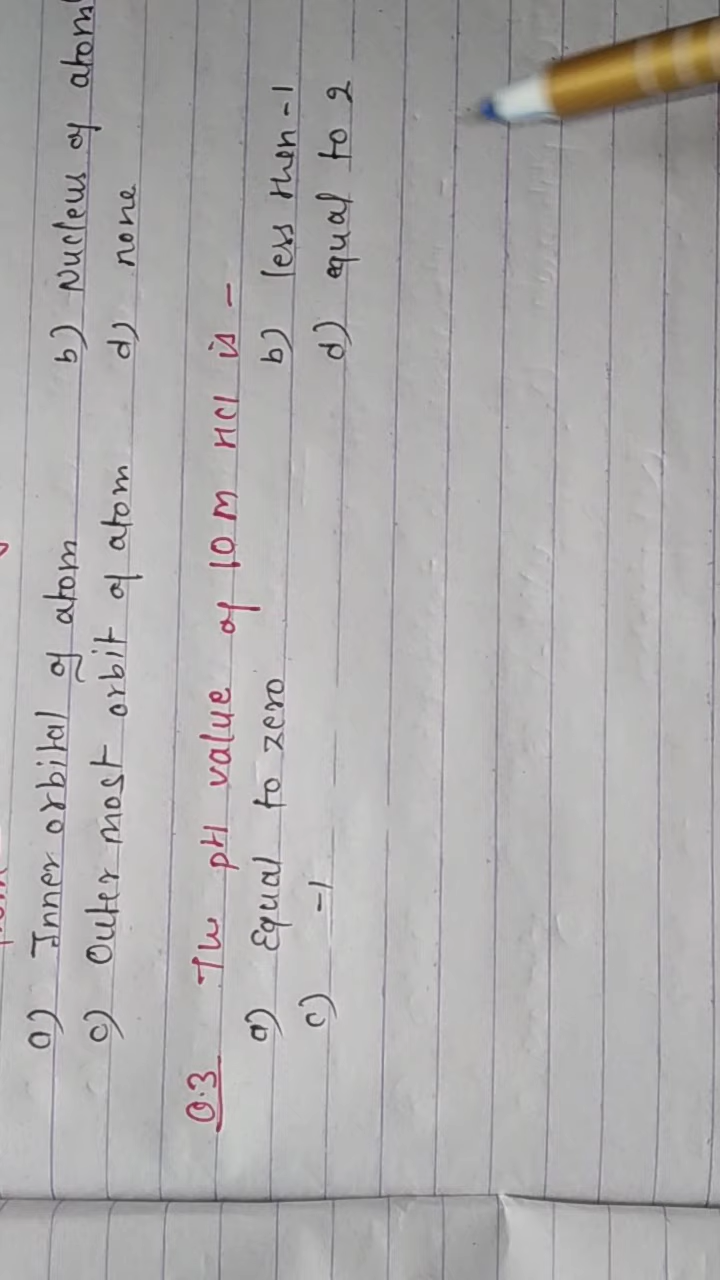 a) Inner orbital of atom b) Nucleus of atom
c) Outer most orbit of atom d) none
Q.3 The pH value of 10 M HCl is -
a) Equal to zero b) less then -1
c) -1 d) equal to 2